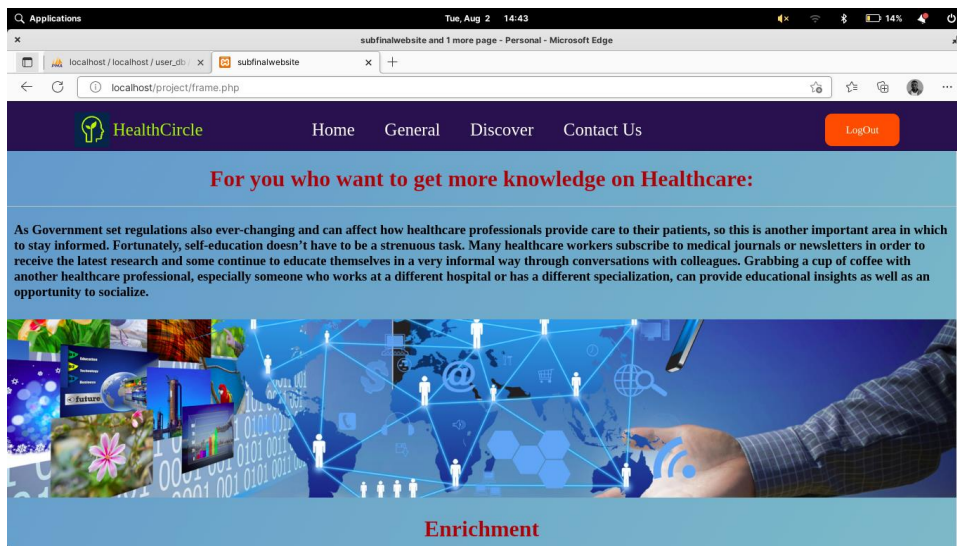 Applications
Tue, Aug 2 14:43
14%
subfinalwebsite and 1 more page - Personal - Microsoft Edge
localhost / localhost / user_db /
subfinalwebsite
localhost/project/frame.php
HealthCircle
Home General Discover Contact Us
LogOut
For you who want to get more knowledge on Healthcare:
As Government set regulations also ever-changing and can affect how healthcare professionals provide care to their patients, so this is another important area in which
to stay informed. Fortunately, self-education doesn’t have to be a strenuous task. Many healthcare workers subscribe to medical journals or newsletters in order to
receive the latest research and some continue to educate themselves in a very informal way through conversations with colleagues. Grabbing a cup of coffee with
another healthcare professional, especially someone who works at a different hospital or has a different specialization, can provide educational insights as well as an
opportunity to socialize.
future
@
Enrichment